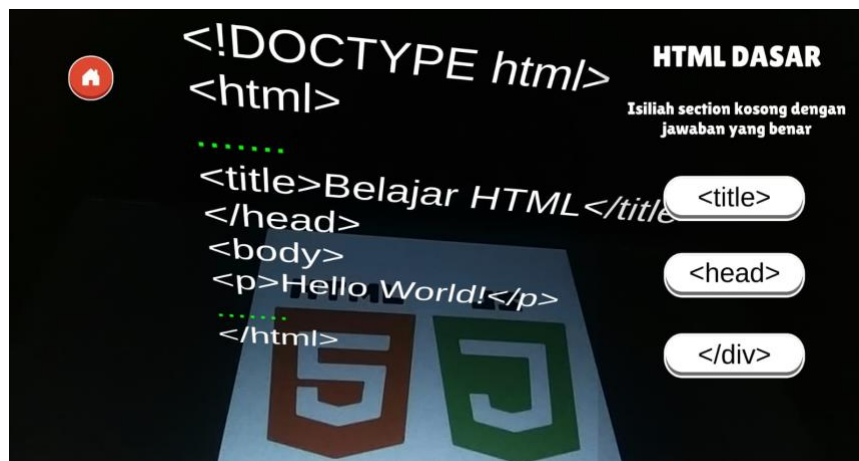 <!DOCTYPE html>
<html>
.......
<title>Belajar HTML</title
</head>
<body>
<p>Hello World!</p>
.......
</html>
HTML DASAR
Isiliah section kosong dengan
jawaban yang benar
<title>
<head>
</div>
HTML